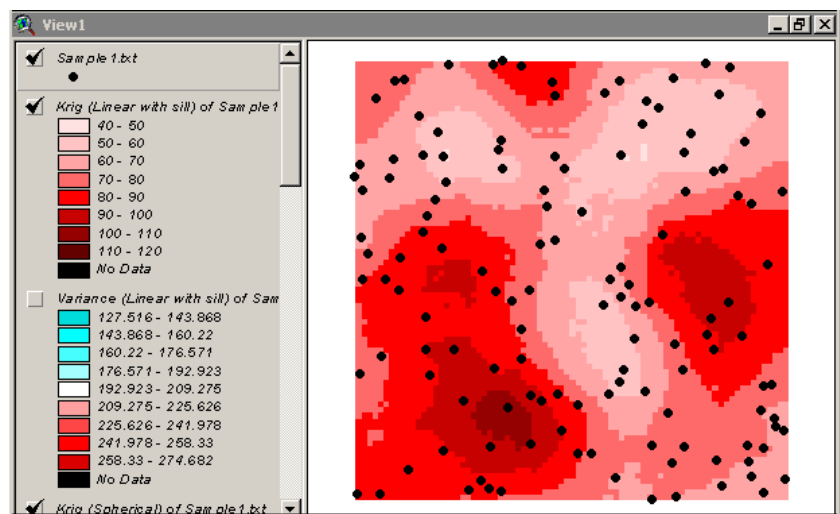 View1
Sample1.txt
Krig (Linear with sill) of Sample1
40 - 50
50 - 60
60 - 70
70 - 80
80 - 90
90 - 100
100 - 110
110 - 120
No Data
Variance (Linear with sill) of Sam
127.516 - 143.868
143.868 - 160.22
160.22 - 176.571
176.571 - 192.923
192.923 - 209.275
209.275 - 225.626
225.626 - 241.978
241.978 - 258.33
258.33 - 274.682
No Data
Krig (Spherical) of Sample1.txt